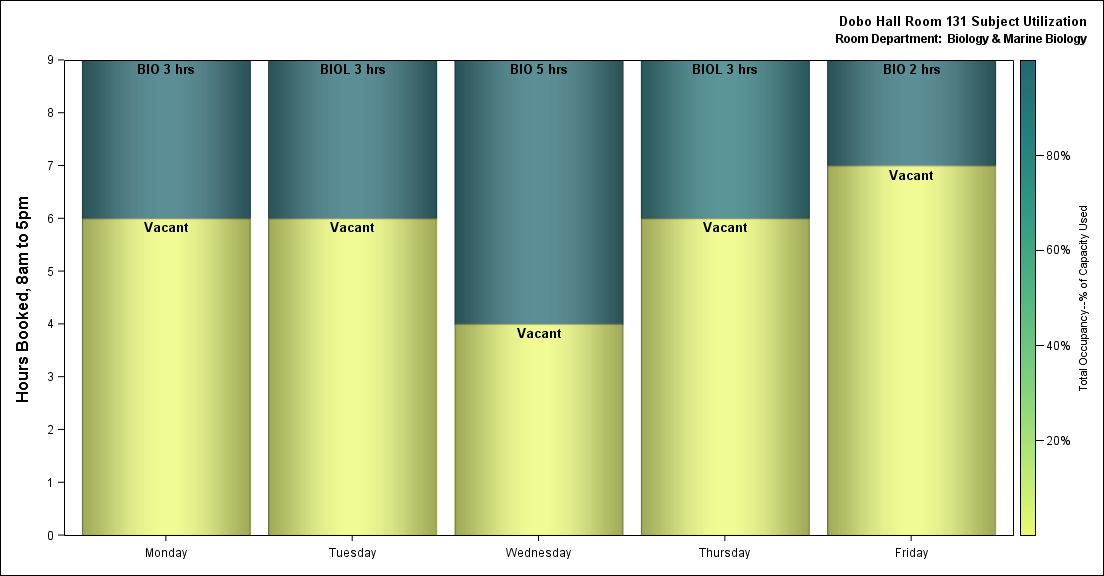 Dobo Hall Room 131 Subject Utilization
Room Department: Biology & Marine Biology
Hours Booked, 8am to 5pm
9
8
7
6
5
4
3
2
1
0
BIO 3 hrs
Vacant
BIOL 3 hrs
Vacant
BIO 5 hrs
Vacant
BIOL 3 hrs
Vacant
BIO 2 hrs
Vacant
Monday
Tuesday
Wednesday
Thursday
Friday
80%
60%
40%
20%
Total Occupancy--% of Capacity Used